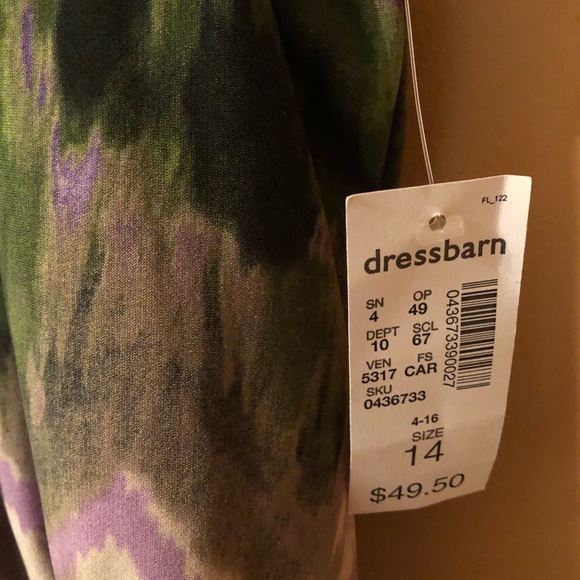 FL_122
dressbarn
SN OP
4 49
DEPT SCL
10 67
VEN FS
5317 CAR
SKU
0436733
043673390027
4-16
SIZE
14
$49.50